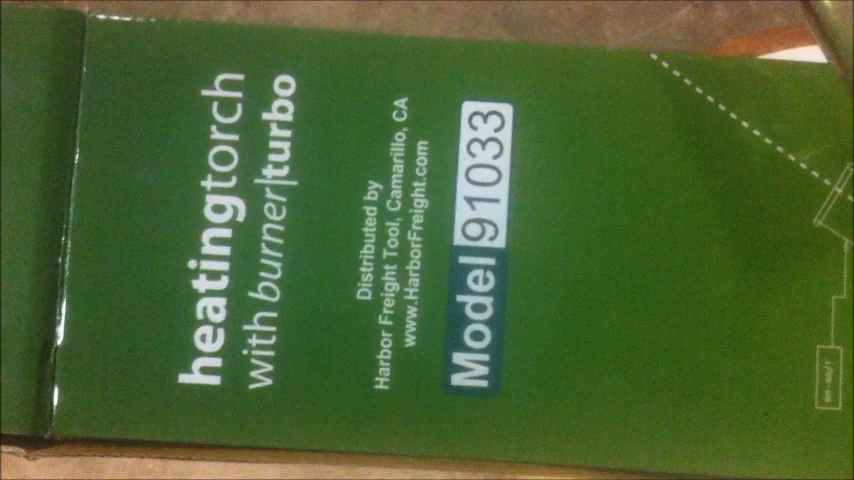 heatingtorch
with burner|turbo
Distributed by
Harbor Freight Tool, Camarillo, CA
www.HarborFreight.com
Model 91033